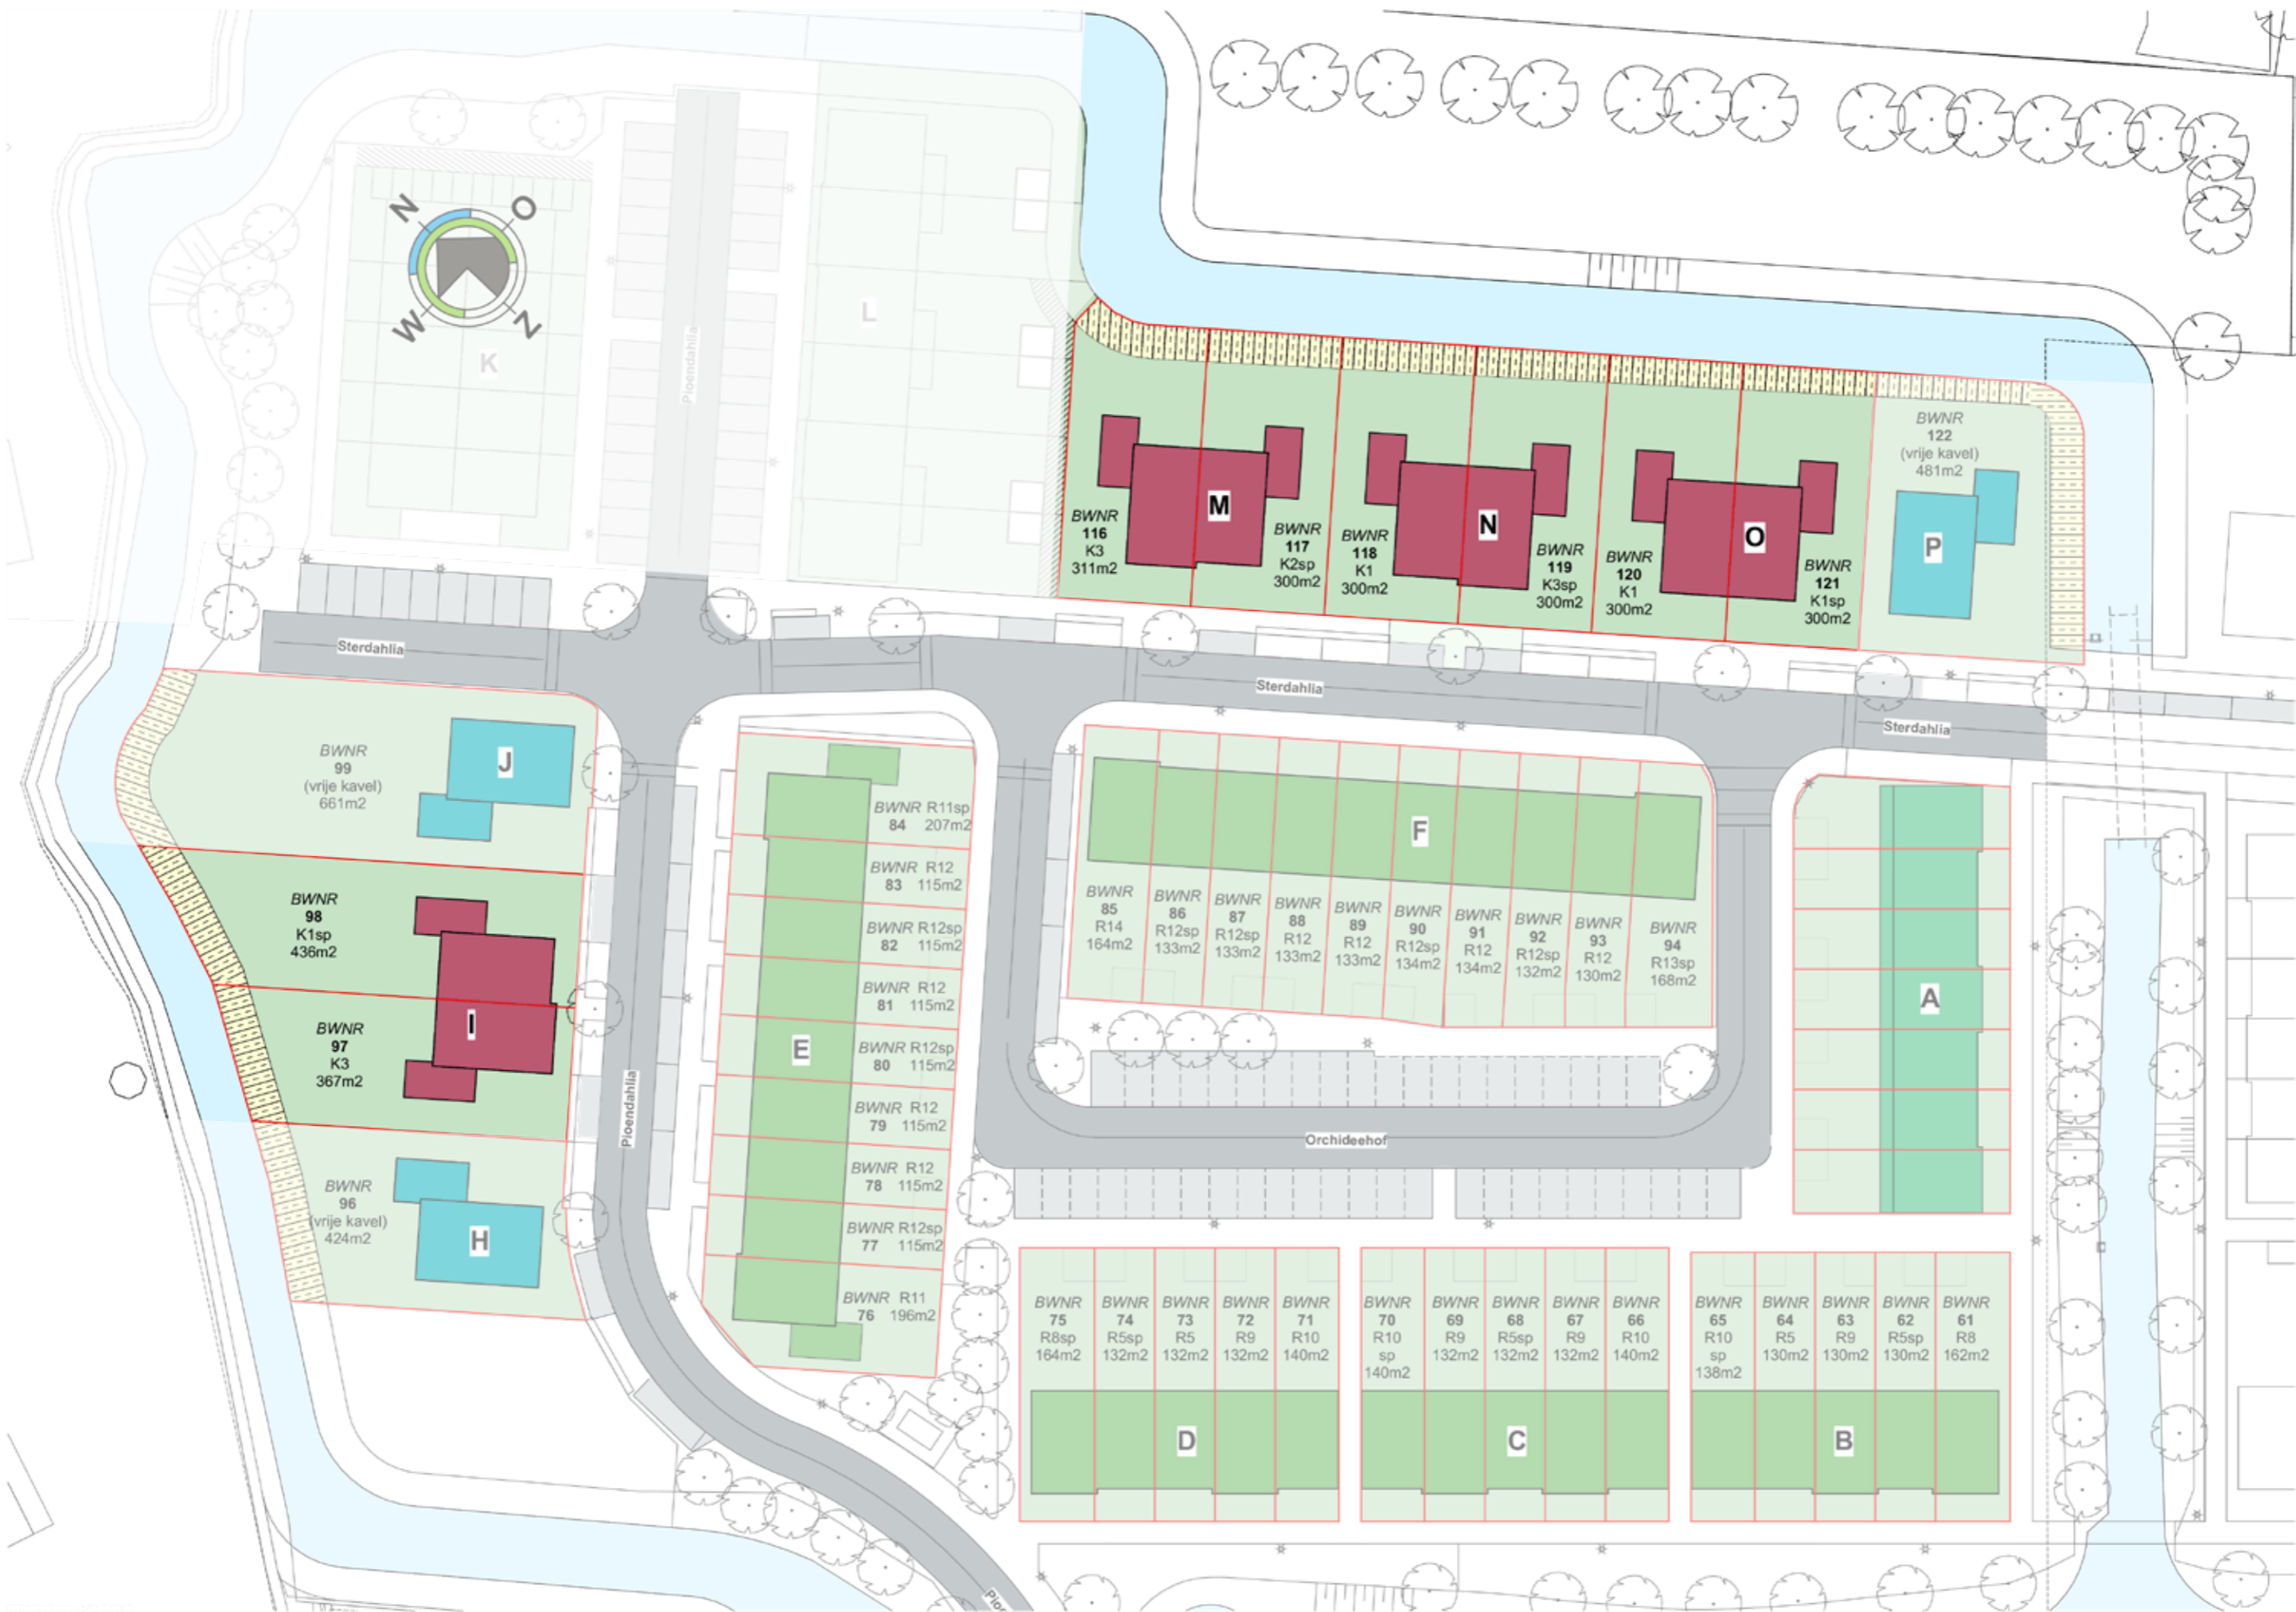 N
O
W
Z
K
Pioendahlia
L
BWNR
116
K3
311m2
M
BWNR
117
K2sp
300m2
BWNR
118
K1
300m2
N
BWNR
119
K3sp
300m2
BWNR
120
K1
300m2
O
BWNR
121
K1sp
300m2
BWNR
122
(vrije kavel)
481m2
P
Sterdahlia
Sterdahlia
Sterdahlia
BWNR
99
(vrije kavel)
661m2
J
BWNR
98
K1sp
436m2
BWNR
97
K3
367m2
I
BWNR
96
(vrije kavel)
424m2
H
Pioendahlia
E
BWNR R11sp
84 207m2
BWNR R12
83 115m2
BWNR R12sp
82 115m2
BWNR R12
81 115m2
BWNR R12sp
80 115m2
BWNR R12
79 115m2
BWNR R12
78 115m2
BWNR R12sp
77 115m2
BWNR R11
76 196m2
F
BWNR
85
R14
164m2
BWNR
86
R12sp
133m2
BWNR
87
R12sp
133m2
BWNR
88
R12
133m2
BWNR
89
R12
133m2
BWNR
90
R12sp
134m2
BWNR
91
R12
134m2
BWNR
92
R12sp
132m2
BWNR
93
R12
130m2
BWNR
94
R13sp
168m2
A
Orchideehof
BWNR
75
R8sp
164m2
BWNR
74
R5sp
132m2
BWNR
73
R5
132m2
BWNR
72
R9
132m2
BWNR
71
R10
140m2
D
BWNR
70
R10
sp
140m2
BWNR
69
R9
132m2
BWNR
68
R5sp
132m2
BWNR
67
R9
132m2
BWNR
66
R10
140m2
C
BWNR
65
R10
sp
138m2
BWNR
64
R5
130m2
BWNR
63
R9
130m2
BWNR
62
R5sp
130m2
BWNR
61
R8
162m2
B